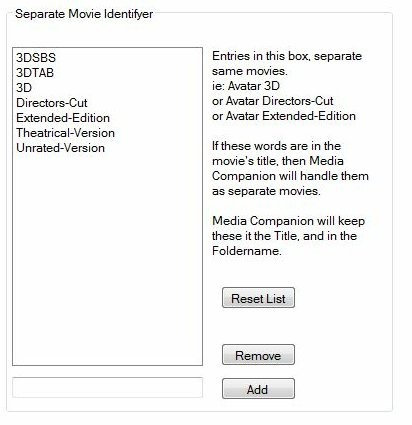 Separate Movie Identifyer
3DSBS
3DTAB
3D
Directors-Cut
Extended-Edition
Theatrical-Version
Unrated-Version
Entries in this box, separate
same movies.
ie: Avatar 3D
or Avatar Directors-Cut
or Avatar Extended-Edition
If these words are in the
movie's title, then Media
Companion will handle them
as separate movies.
Media Companion will keep
these it the Title, and in the
Foldername.
Reset List
Remove
Add